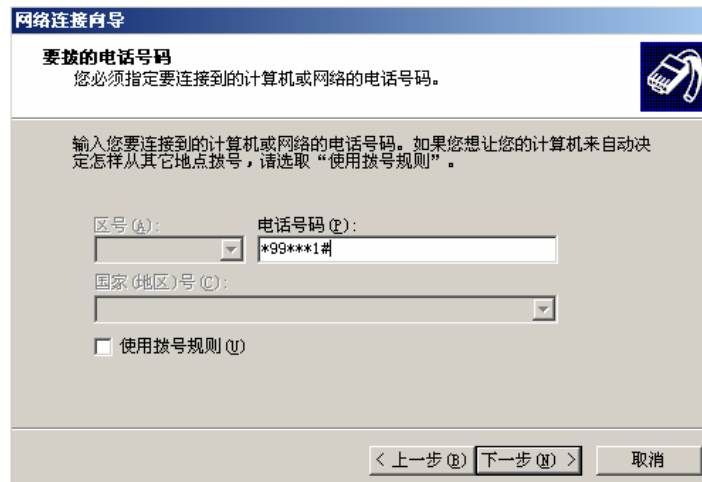 网络连接向导
要拨的电话号码
您必须指定要连接到的计算机或网络的电话号码。
输入您要连接到的计算机或网络的电话号码。如果您想让您的计算机来自动决
定怎样从其它地点拨号，请选取“使用拨号规则”。
区号(A): 电话号码(P):
*99***1#
国家(地区)号(C):
使用拨号规则(U)
< 上一步(B) 下一步(N) > 取消